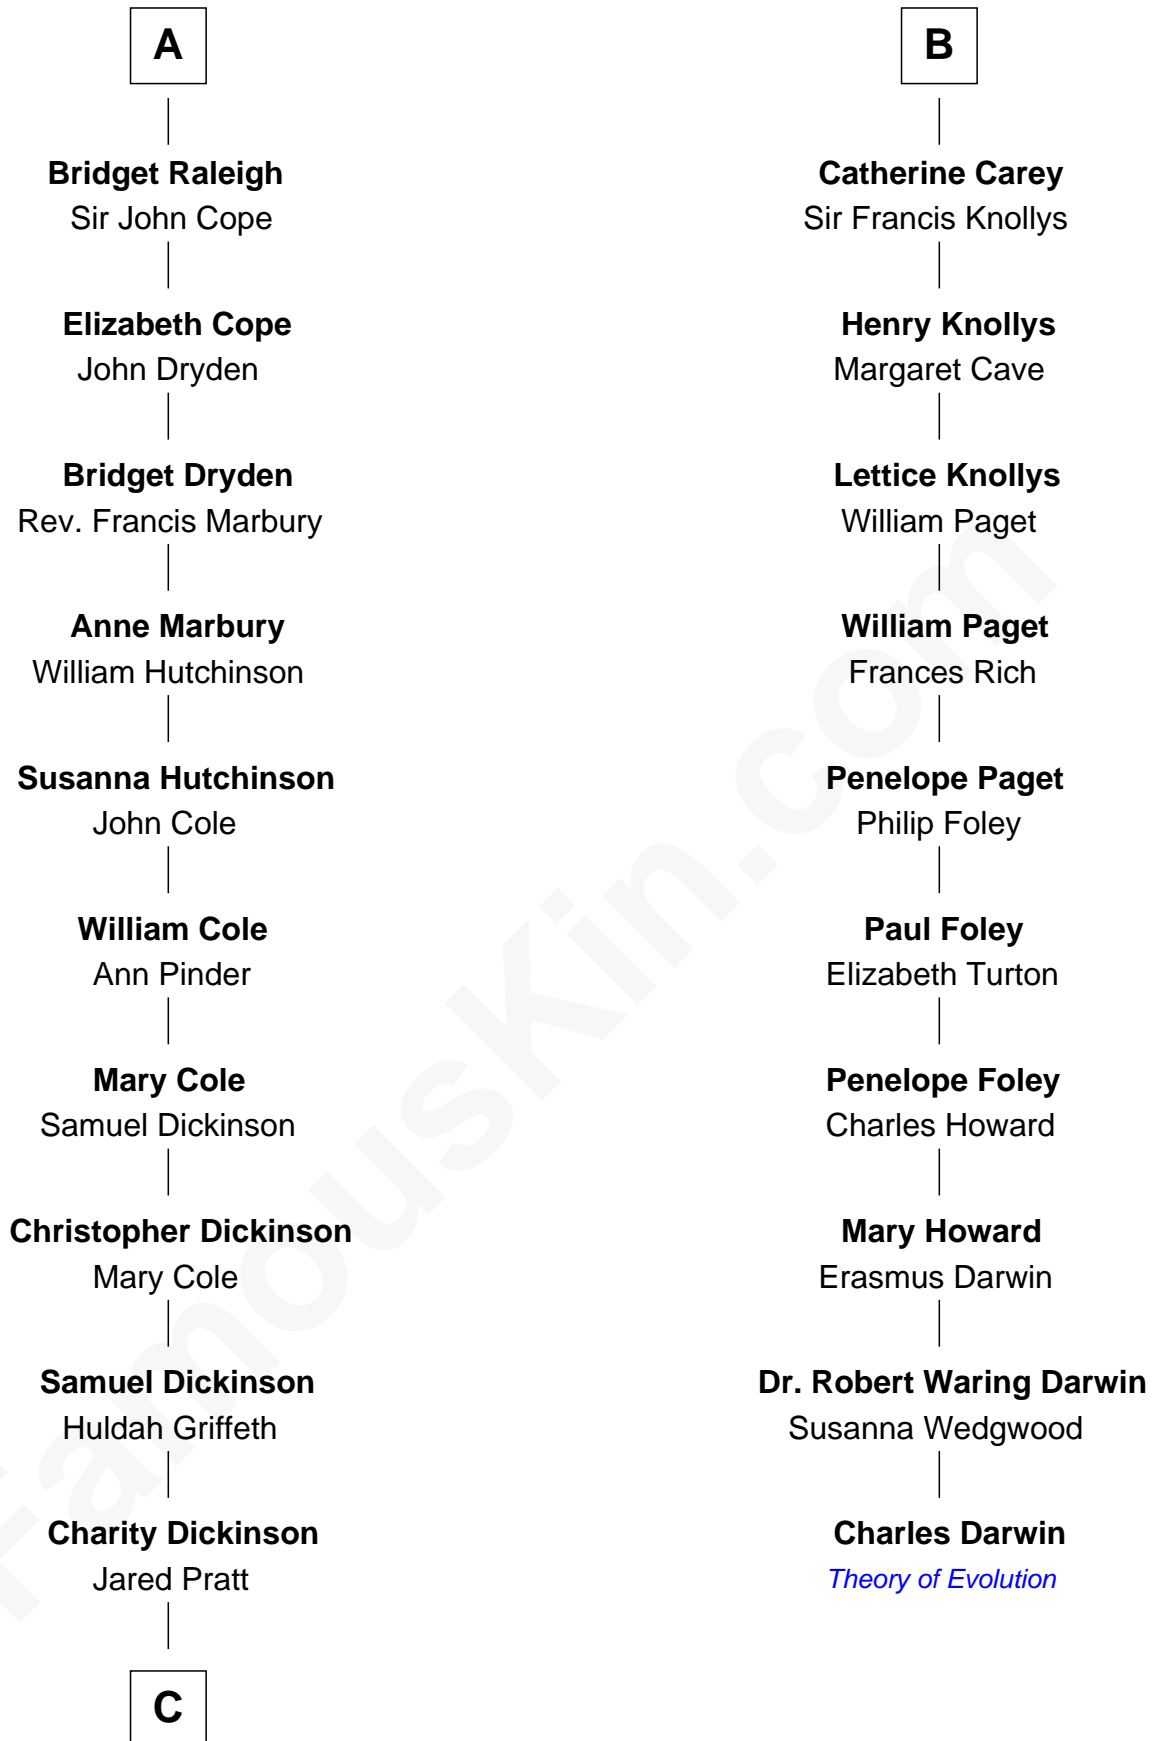 A
Bridget Raleigh
Sir John Cope
Elizabeth Cope
John Dryden
Bridget Dryden
Rev. Francis Marbury
Anne Marbury
William Hutchinson
Susanna Hutchinson
John Cole
William Cole
Ann Pinder
Mary Cole
Samuel Dickinson
Christopher Dickinson
Mary Cole
Samuel Dickinson
Huldah Griffeth
Charity Dickinson
Jared Pratt
C
B
Catherine Carey
Sir Francis Knollys
Henry Knollys
Margaret Cave
Lettice Knollys
William Paget
William Paget
Frances Rich
Penelope Paget
Philip Foley
Paul Foley
Elizabeth Turton
Penelope Foley
Charles Howard
Mary Howard
Erasmus Darwin
Dr. Robert Waring Darwin
Susanna Wedgwood
Charles Darwin
Theory of Evolution
FamousKin.com